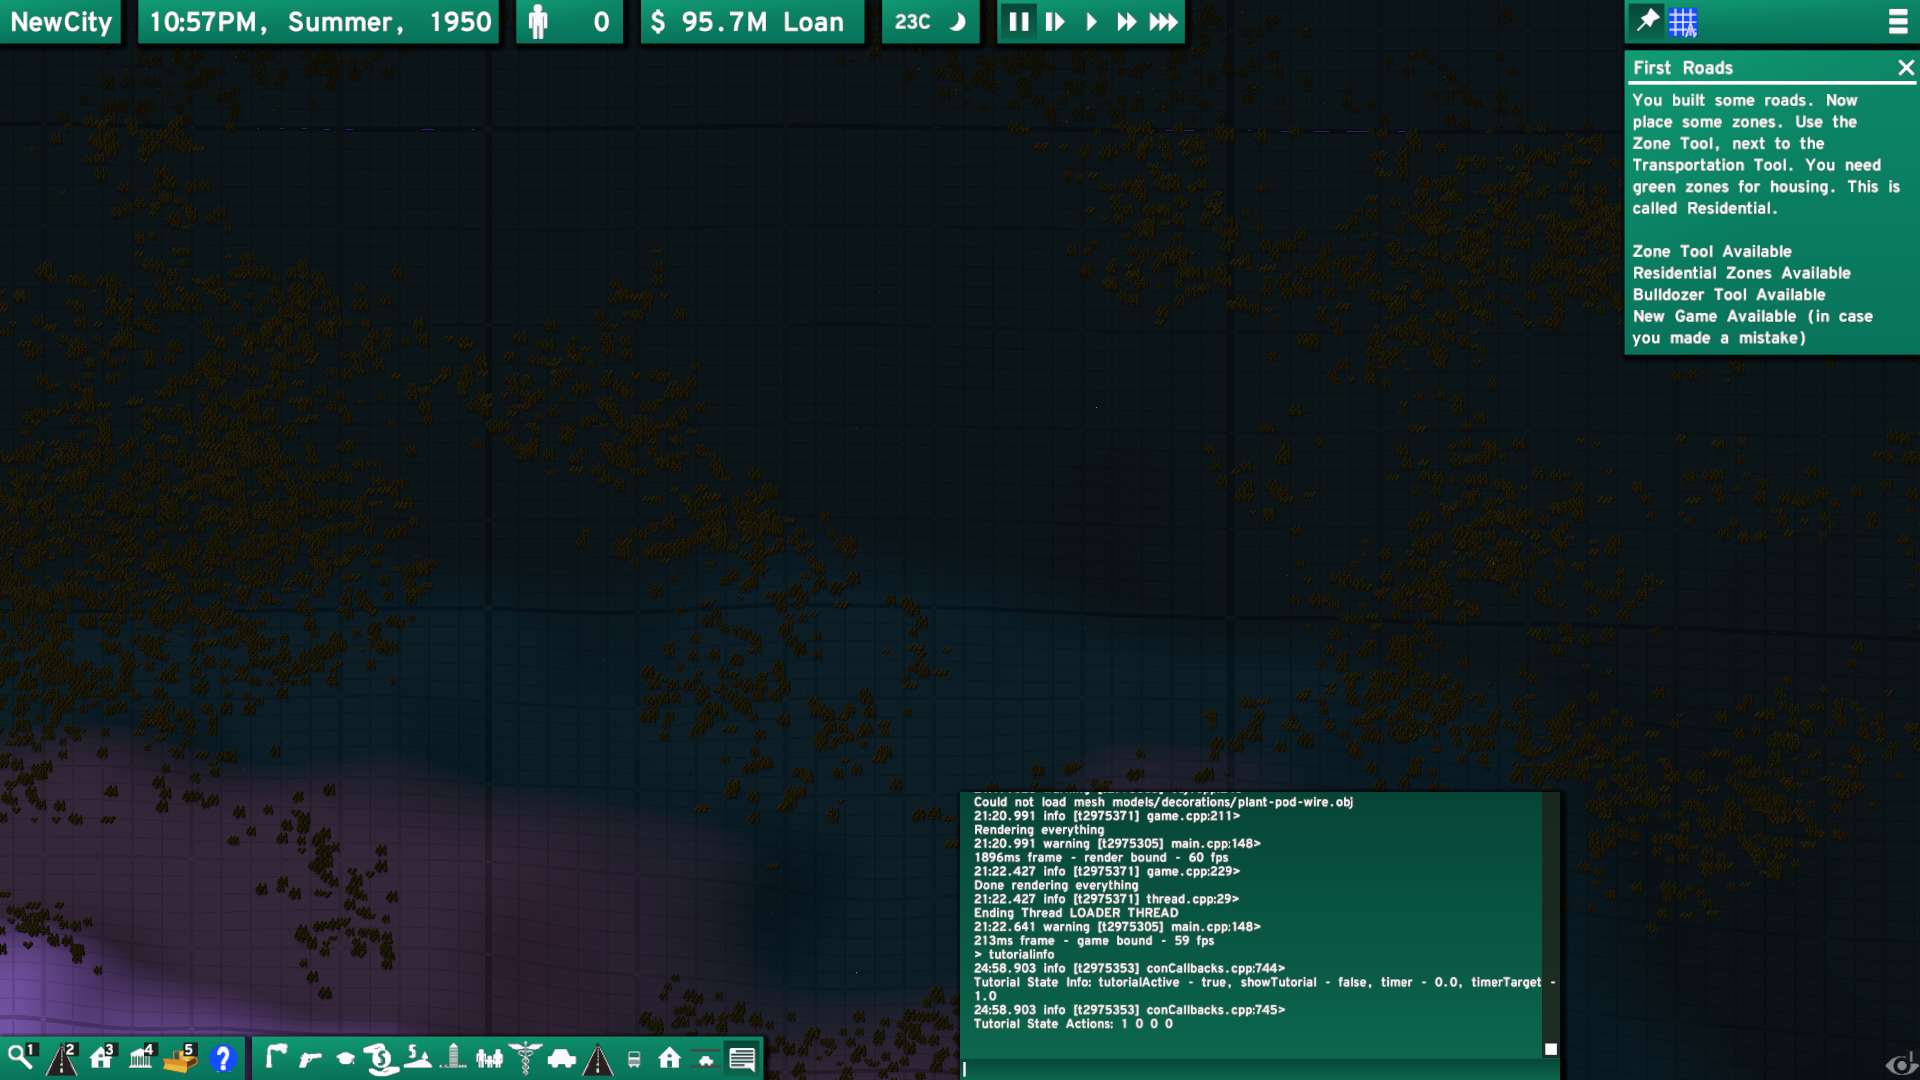 NewCity
10:57PM, Summer, 1950
0
$ 95.7M Loan
23C
First Roads
You built some roads. Now
place some zones. Use the
Zone Tool, next to the
Transportation Tool. You need
green zones for housing. This is
called Residential.
Zone Tool Available
Residential Zones Available
Bulldozer Tool Available
New Game Available (in case
you made a mistake)
Could not load mesh models/decorations/plant-pod-wire.obj
21:20.991 info [t2975371] game.cpp:211>
Rendering everything
21:20.991 warning [t2975305] main.cpp:148>
1896ms frame - render bound - 60 fps
21:22.427 info [t2975371] game.cpp:229>
Done rendering everything
21:22.427 info [t2975371] thread.cpp:29>
Ending Thread LOADER THREAD
21:22.641 warning [t2975305] main.cpp:148>
213ms frame - game bound - 59 fps
> tutorialinfo
24:58.903 info [t2975353] conCallbacks.cpp:744>
Tutorial State Info: tutorialActive - true, showTutorial - false, timer - 0.0, timerTarget -
1.0
24:58.903 info [t2975353] conCallbacks.cpp:745>
Tutorial State Actions: 1 0 0 0
1 2 3 4 5 ?